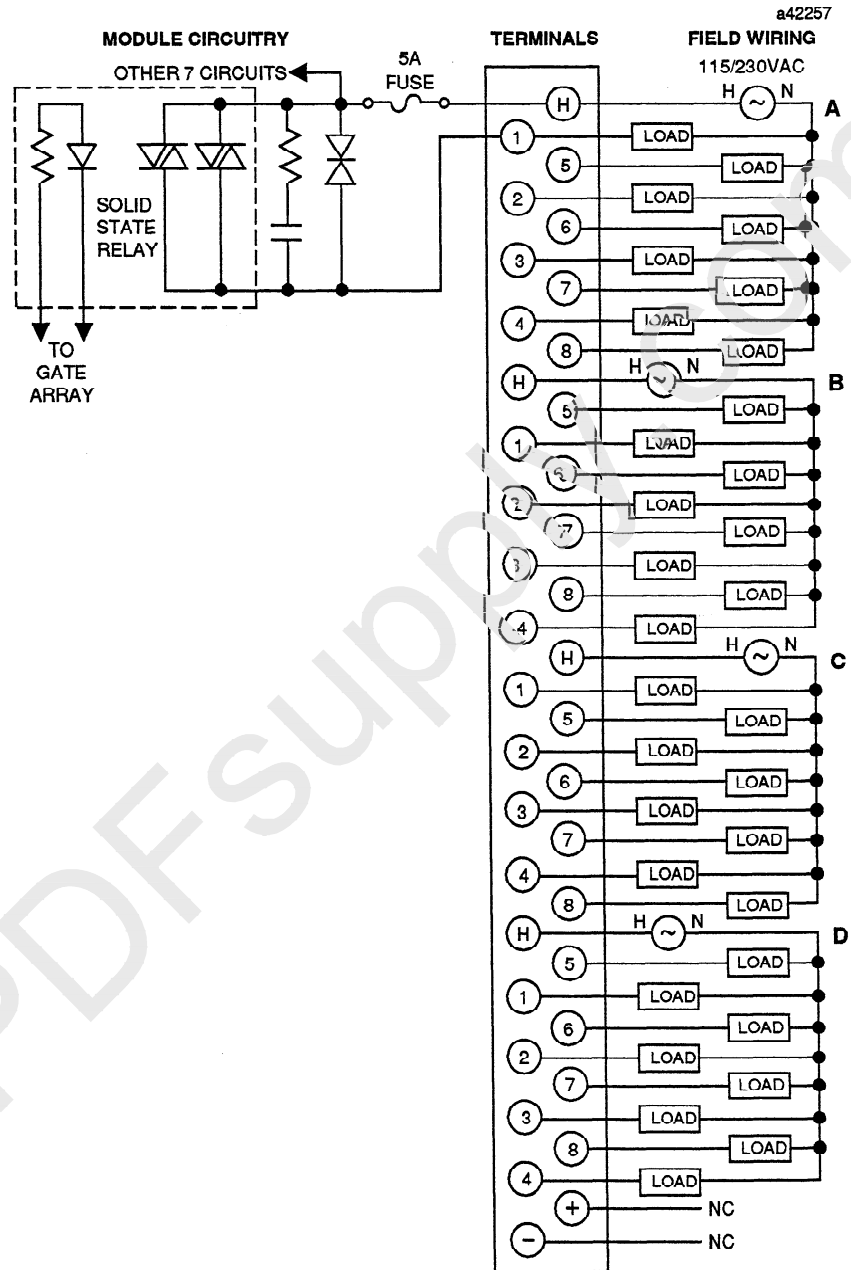 a42257
MODULE CIRCUITRY TERMINALS FIELD WIRING
OTHER 7 CIRCUITS 5A FUSE 115/230VAC
H N A
H
1 LOAD
5 LOAD
2 LOAD
6 LOAD
3 LOAD
7 LOAD
4 LOAD
8 LOAD
SOLID
STATE
RELAY
TO
GATE
ARRAY
H H N B
5 LOAD
1 LOAD
6 LOAD
2 LOAD
7 LOAD
3 LOAD
8 LOAD
4 LOAD
H H N C
1 LOAD
5 LOAD
2 LOAD
6 LOAD
3 LOAD
7 LOAD
4 LOAD
8 LOAD
H H N D
5 LOAD
1 LOAD
6 LOAD
2 LOAD
7 LOAD
3 LOAD
8 LOAD
4 LOAD
+ NC
- NC
PDFsupply.com